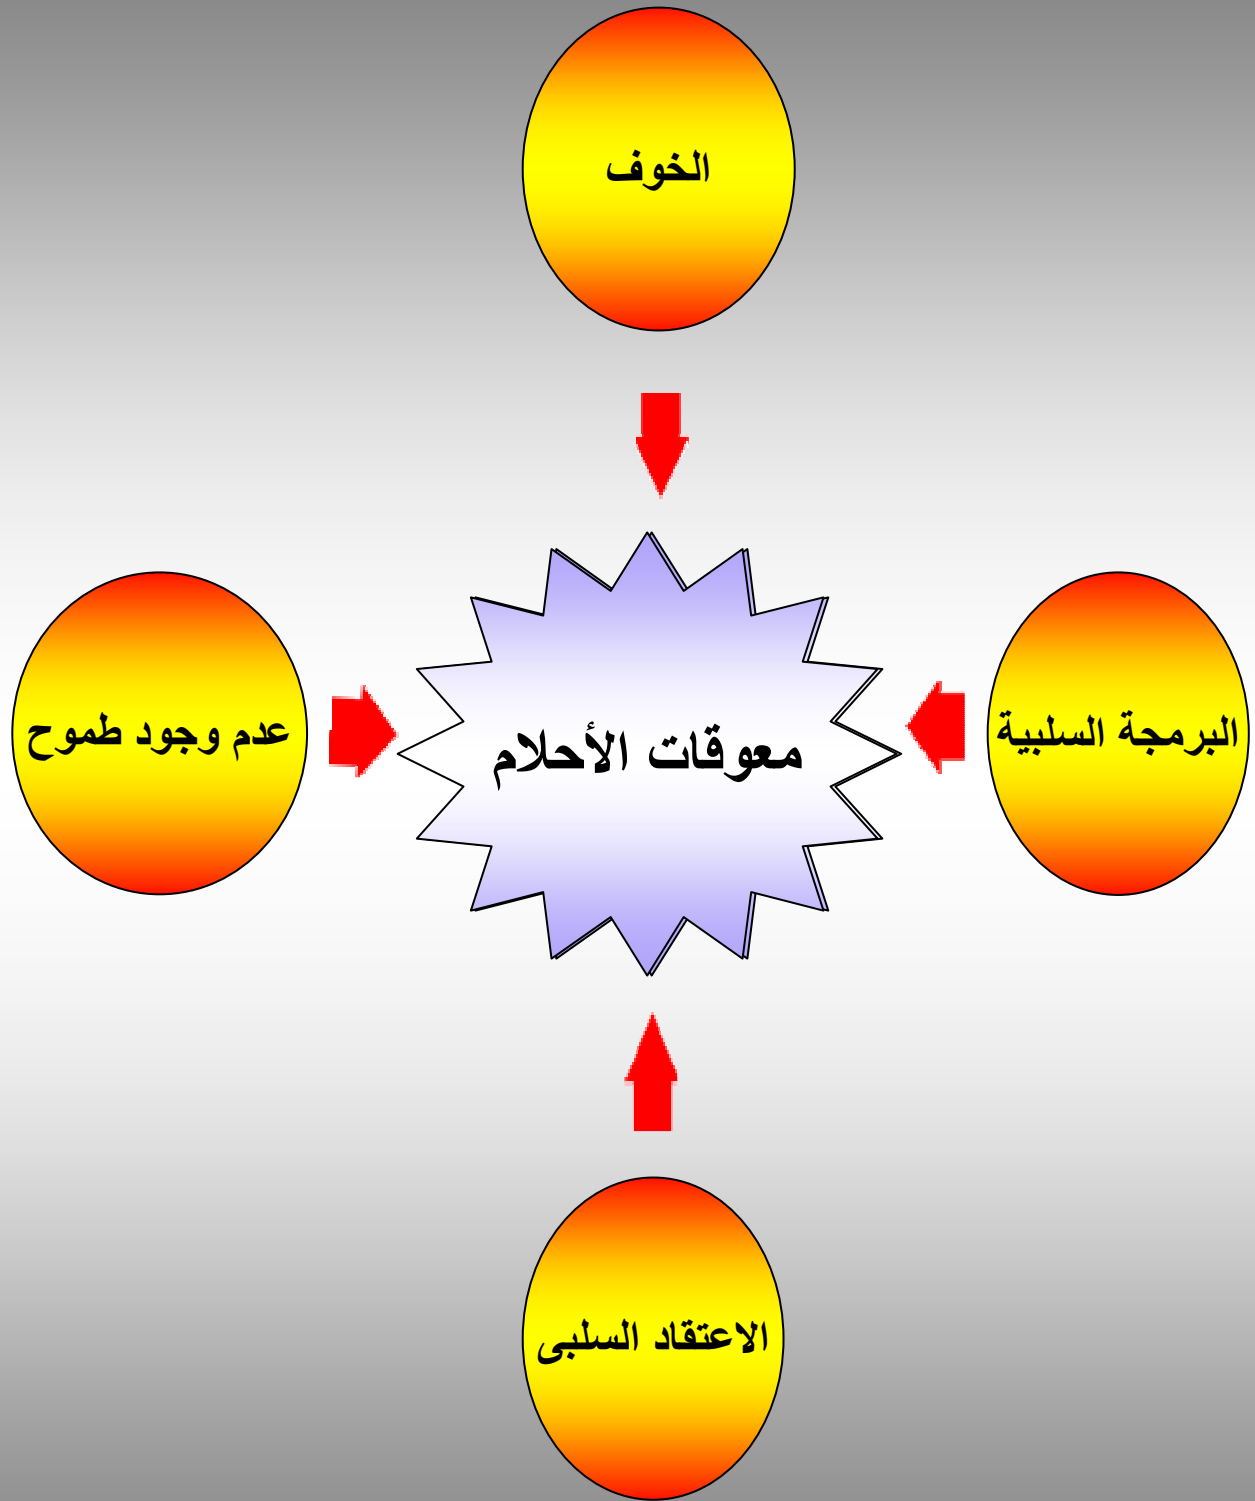 الخوف
البرمجة السلبية
معوقات الأحلام
عدم وجود طموح
الاعتقاد السلبى